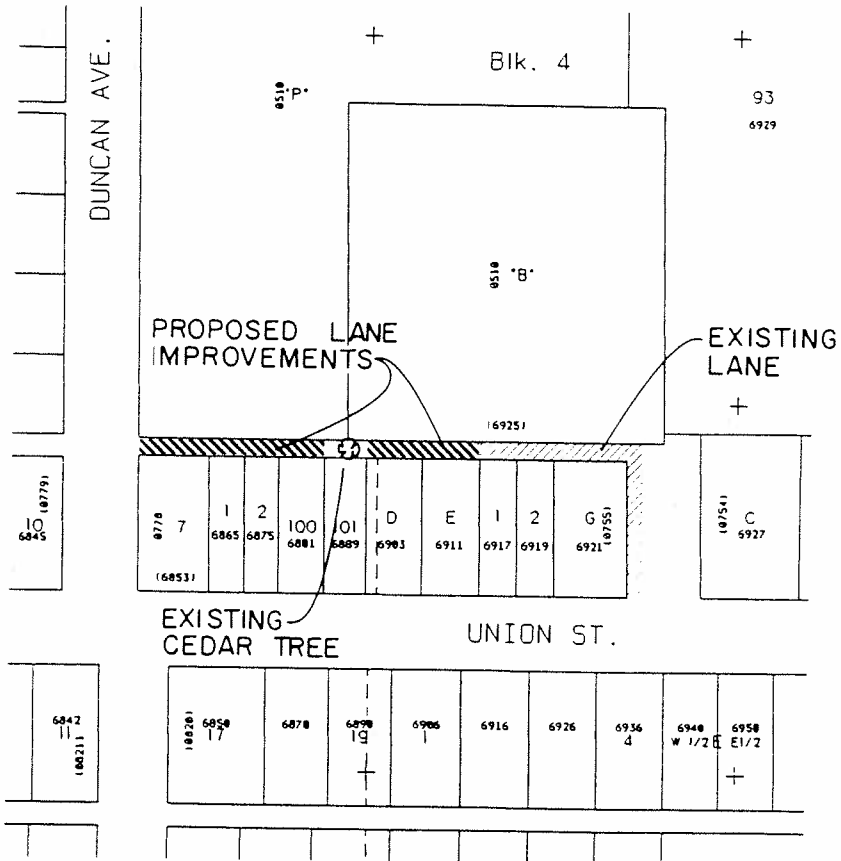 DUNCAN AVE.
Blk. 4
0510 "P"
93
6929
0510 "B"
PROPOSED LANE
IMPROVEMENTS
EXISTING
LANE
(6925)
10
6845
(0779)
0778
7
(6853)
1
6865
2
6875
100
6881
101
6889
D
6903
E
6911
1
6917
2
6919
G
6921
(0755)
(0754)
C
6927
EXISTING
CEDAR TREE
UNION ST.
6842
11
(0821)
(0820)
6850
17
6870
6890
19
6906
1
6916
6926
6936
4
6940
W 1/2 E
6950
E1/2